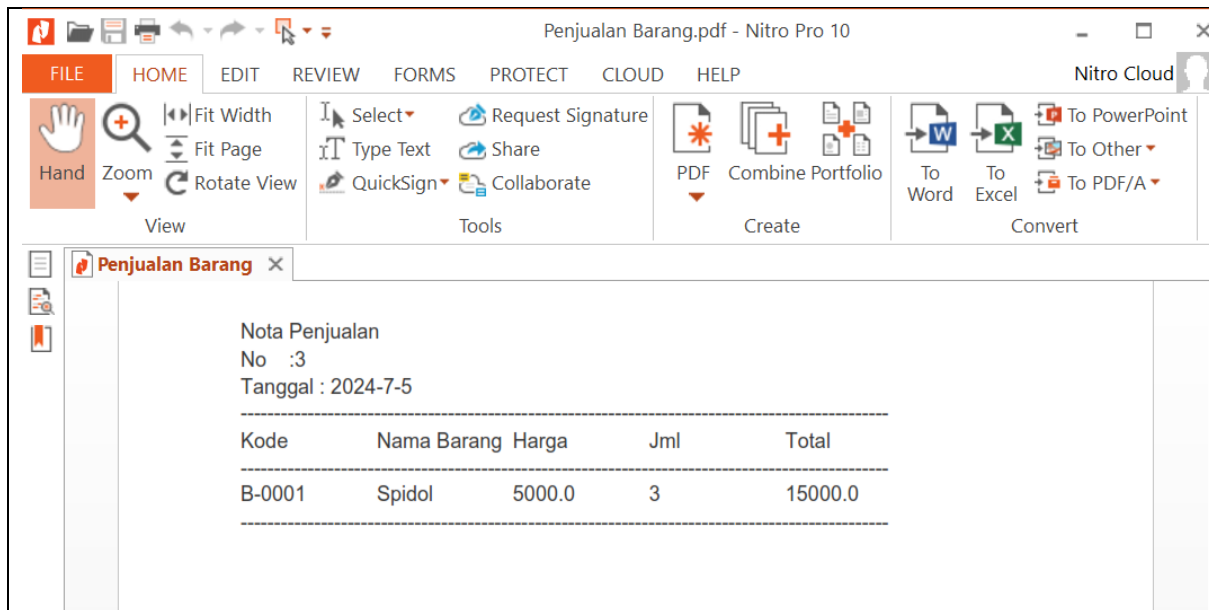 Penjualan Barang.pdf - Nitro Pro 10
FILE HOME EDIT REVIEW FORMS PROTECT CLOUD HELP Nitro Cloud
Hand
Zoom
Fit Width
Fit Page
Rotate View
View
Select
Type Text
QuickSign
Request Signature
Share
Collaborate
Tools
PDF
Combine
Portfolio
Create
To Word
To Excel
To PowerPoint
To Other
To PDF/A
Convert
Penjualan Barang
Nota Penjualan
No :3
Tanggal : 2024-7-5
-----------------------------------------------------------------------------------------------
Kode Nama Barang Harga Jml Total
-----------------------------------------------------------------------------------------------
B-0001 Spidol 5000.0 3 15000.0
-----------------------------------------------------------------------------------------------